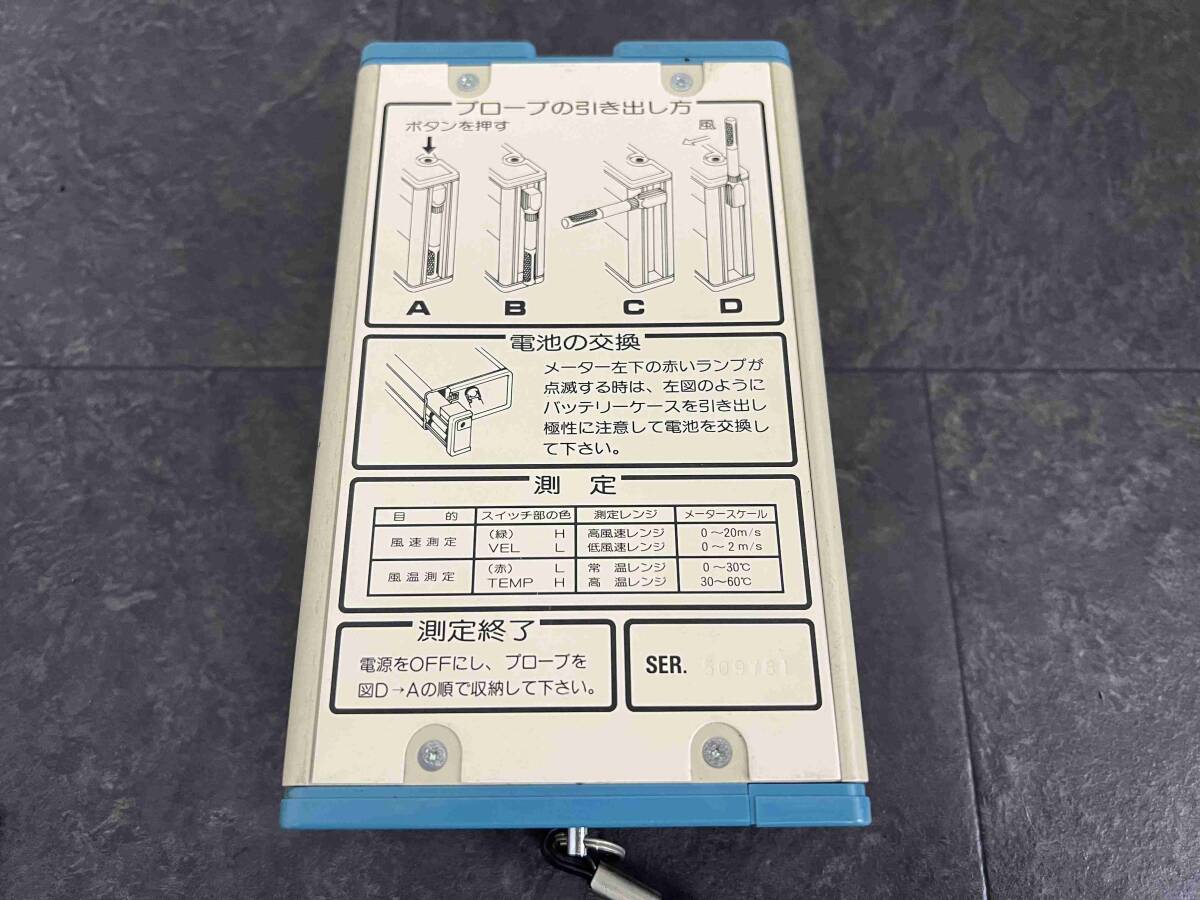 プローブの引き出し方
ボタンを押す
風
A B C D
電池の交換
メーター左下の赤いランプが
点滅する時は、左図のように
バッテリーケースを引き出し
極性に注意して電池を交換し
て下さい。
測 定
目 的 スイッチ部の色 測定レンジ メータースケール
風速測定 (緑) H 高風速レンジ 0～20m/s
VEL L 低風速レンジ 0～2m/s
風温測定 (赤) L 常温レンジ 0～30℃
TEMP H 高温レンジ 30～60℃
測定終了
電源をOFFにし、プローブを
図D→Aの順で収納して下さい。
SER.